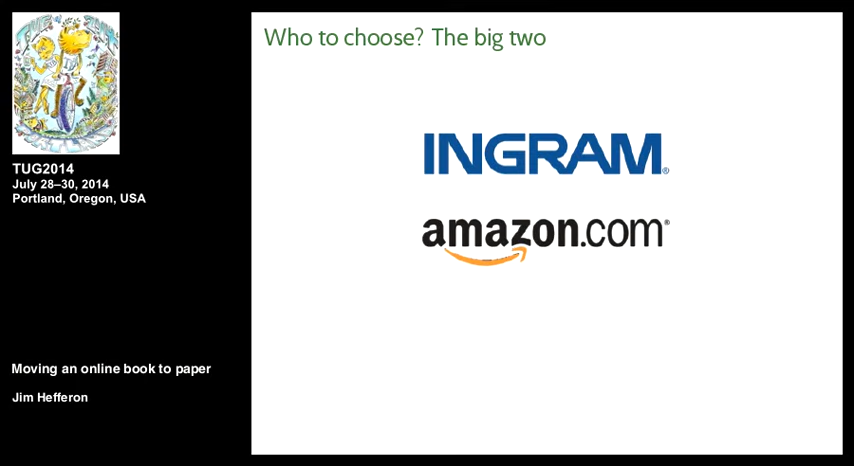 TUG2014
July 28–30, 2014
Portland, Oregon, USA
Moving an online book to paper
Jim Hefferon
Who to choose? The big two
INGRAM®
amazon.com®